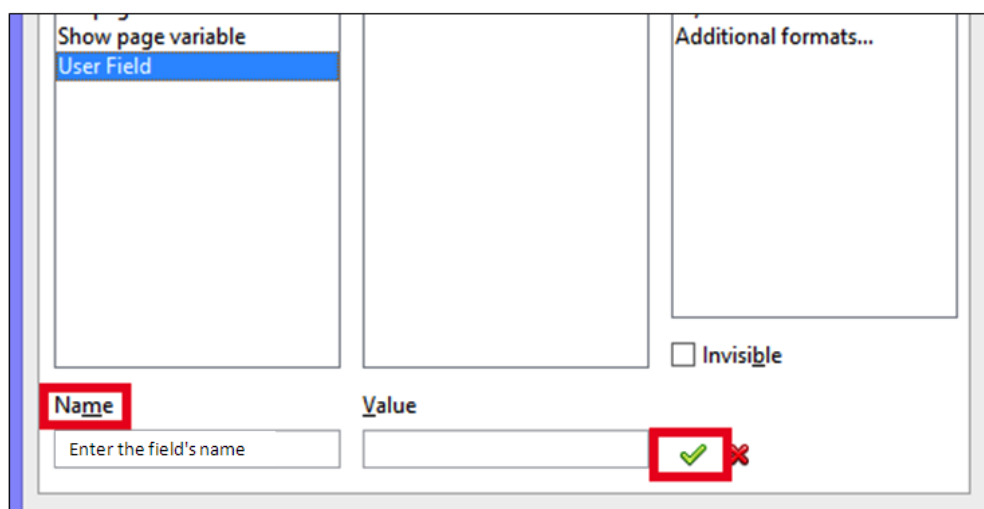 Show page variable
User Field
Additional formats...
Invisible
Name
Value
Enter the field's name